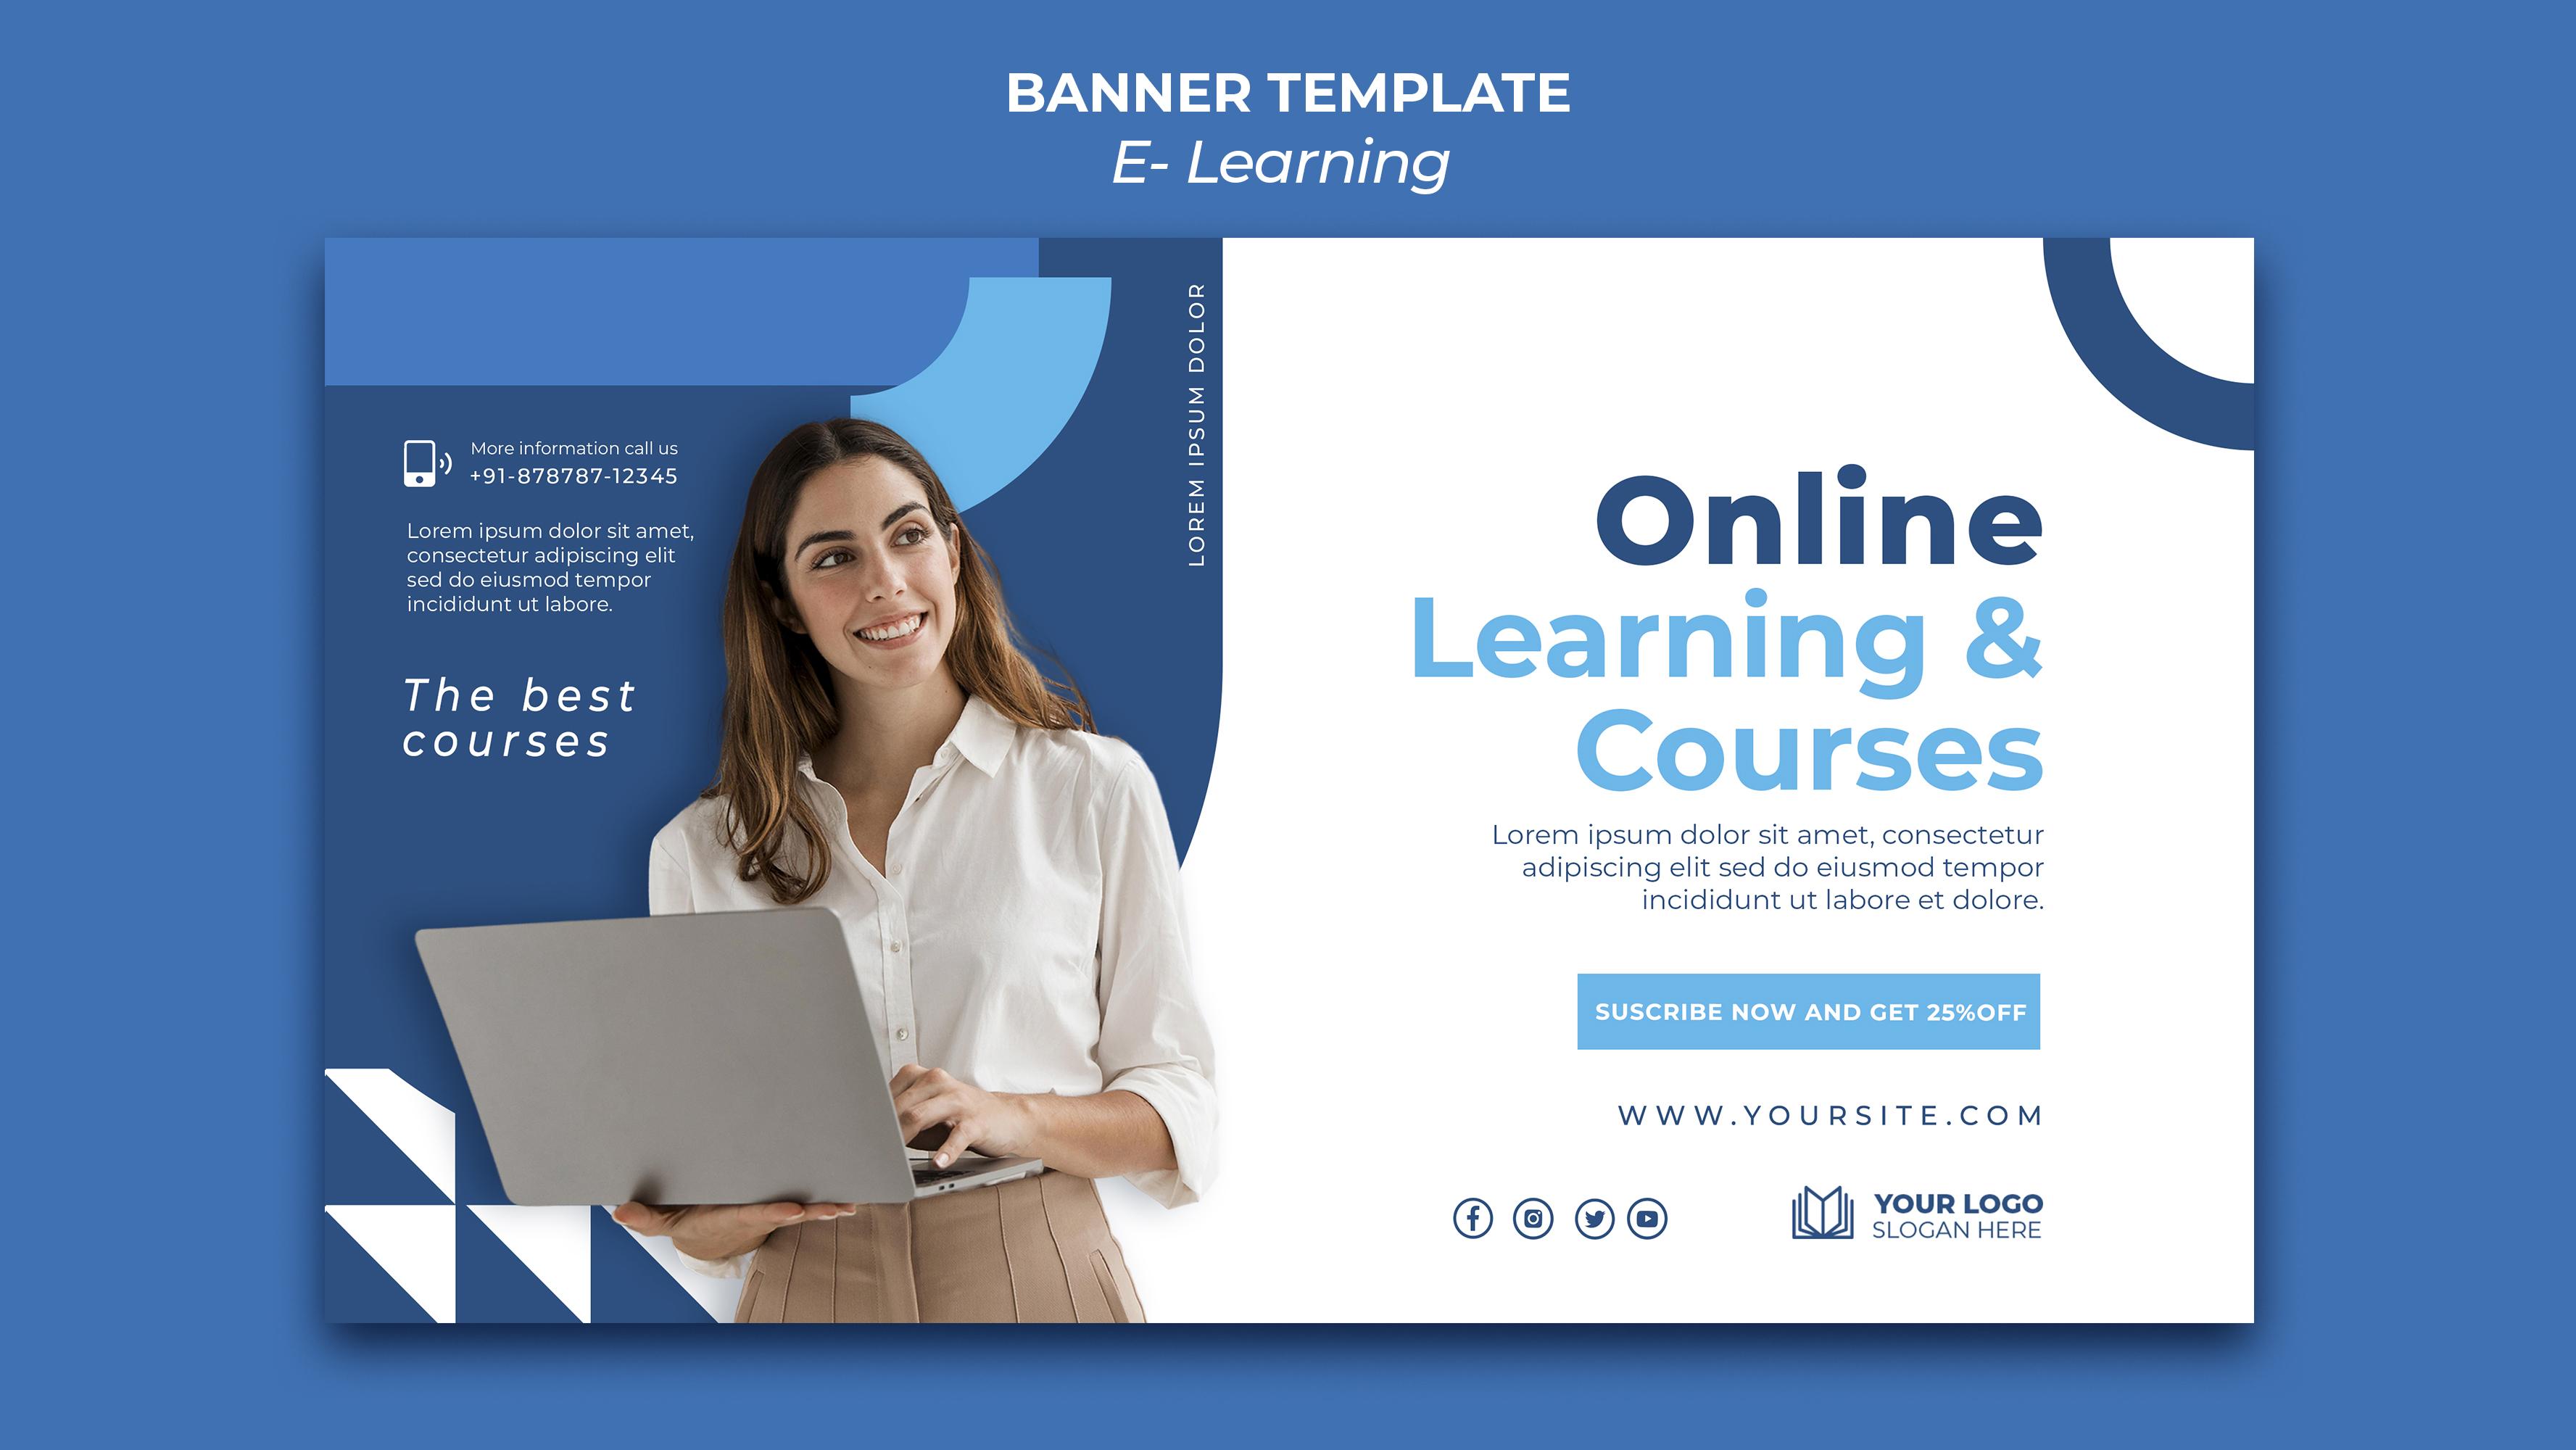 BANNER TEMPLATE
E- Learning
More information call us
+91-878787-12345
Lorem ipsum dolor sit amet,
consectetur adipiscing elit
sed do eiusmod tempor
incididunt ut labore.
The best
courses
LOREM IPSUM DOLOR
Online
Learning &
Courses
Lorem ipsum dolor sit amet, consectetur
adipiscing elit sed do eiusmod tempor
incididunt ut labore et dolore.
SUSCRIBE NOW AND GET 25%OFF
WWW.YOURSITE.COM
YOUR LOGO
SLOGAN HERE